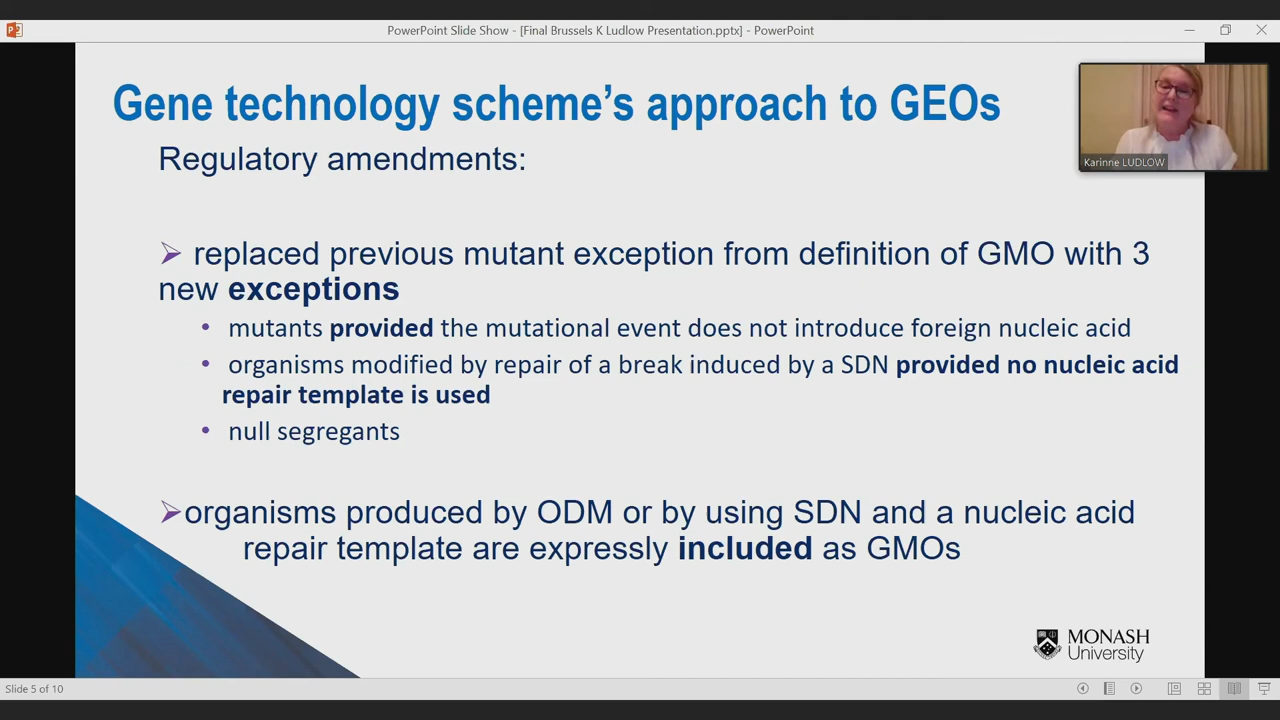 PowerPoint Slide Show - [Final Brussels K Ludlow Presentation.pptx] - PowerPoint
Gene technology scheme’s approach to GEOs
Karinne LUDLOW
Regulatory amendments:
➢ replaced previous mutant exception from definition of GMO with 3
new exceptions
• mutants provided the mutational event does not introduce foreign nucleic acid
• organisms modified by repair of a break induced by a SDN provided no nucleic acid
repair template is used
• null segregants
➢organisms produced by ODM or by using SDN and a nucleic acid
repair template are expressly included as GMOs
MONASH
University
Slide 5 of 10